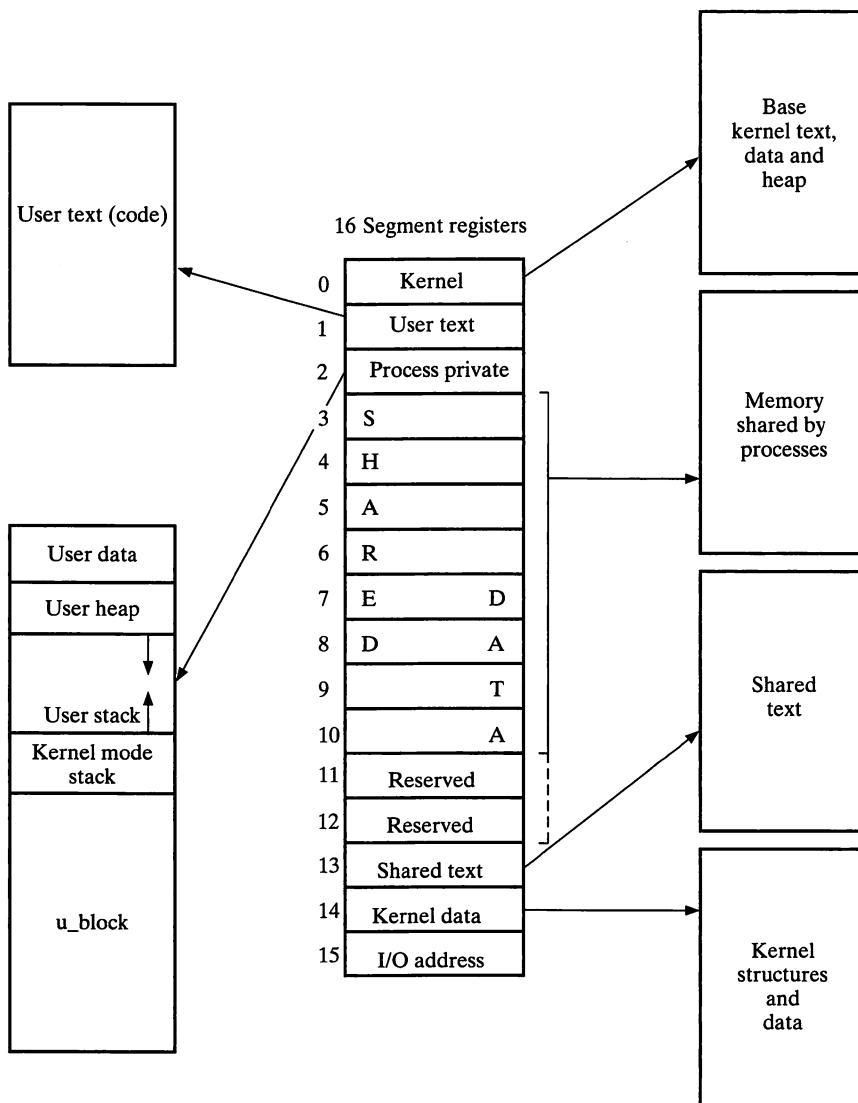 Base
kernel text,
data and
heap
User text (code)
16 Segment registers
0 Kernel
1 User text
2 Process private
3 S
4 H
5 A
6 R
7 E D
8 D A
9 T
10 A
11 Reserved
12 Reserved
13 Shared text
14 Kernel data
15 I/O address
Memory
shared by
processes
User data
User heap
User stack
Kernel mode
stack
u_block
Shared
text
Kernel
structures
and
data